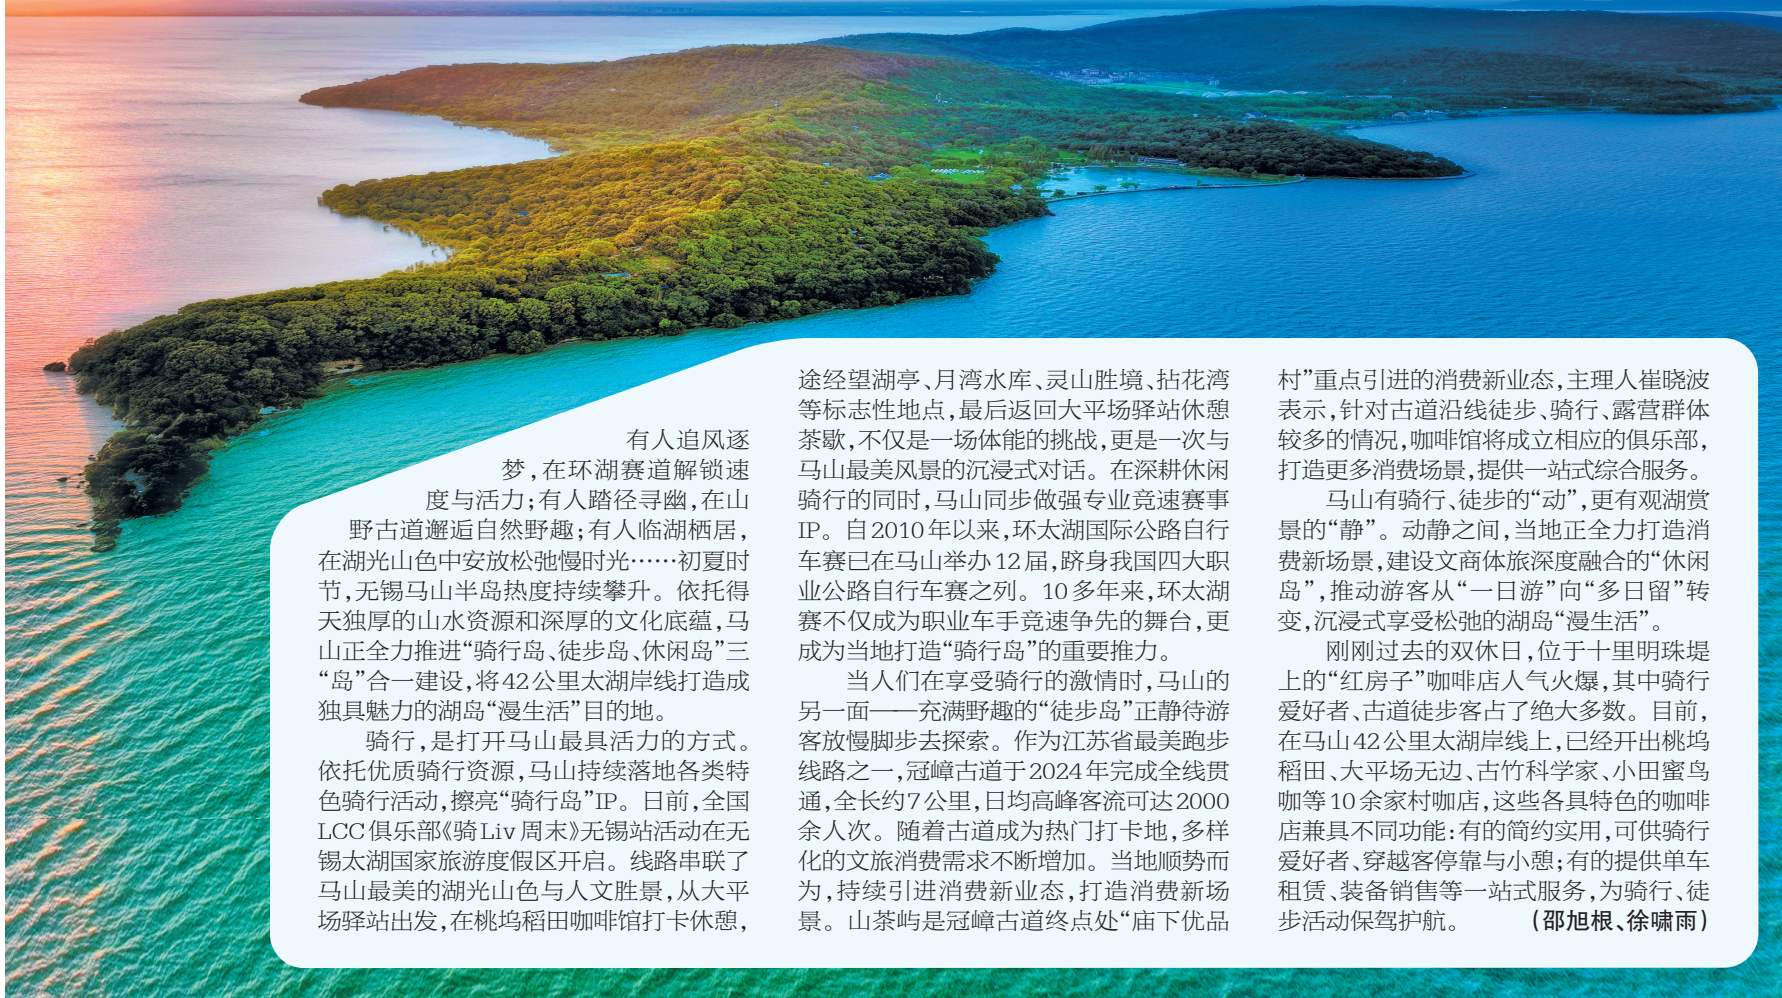 有人追风逐
梦，在环湖赛道解锁速
度与活力；有人踏径寻幽，在山
野古道邂逅自然野趣；有人临湖栖居，
在湖光山色中安放松弛慢时光……初夏时
节，无锡马山半岛热度持续攀升。依托得
天独厚的山水资源和深厚的文化底蕴，马
山正全力推进“骑行岛、徒步岛、休闲岛”三
“岛”合一建设，将42公里太湖岸线打造成
独具魅力的湖岛“漫生活”目的地。
骑行，是打开马山最具活力的方式。
依托优质骑行资源，马山持续落地各类特
色骑行活动，擦亮“骑行岛”IP。日前，全国
LCC俱乐部《骑Liv周末》无锡站活动在无
锡太湖国家旅游度假区开启。线路串联了
马山最美的湖光山色与人文胜景，从大平
场驿站出发，在桃坞稻田咖啡馆打卡休憩，
途经望湖亭、月湾水库、灵山胜境、拈花湾
等标志性地点，最后返回大平场驿站休憩
茶歇，不仅是一场体能的挑战，更是一次与
马山最美风景的沉浸式对话。在深耕休闲
骑行的同时，马山同步做强专业竞速赛事
IP。自2010年以来，环太湖国际公路自行
车赛已在马山举办12届，跻身我国四大职
业公路自行车赛之列。10多年来，环太湖
赛不仅成为职业车手竞速争先的舞台，更
成为当地打造“骑行岛”的重要推力。
当人们在享受骑行的激情时，马山的
另一面——充满野趣的“徒步岛”正静待游
客放慢脚步去探索。作为江苏省最美跑步
线路之一，冠嶂古道于2024年完成全线贯
通，全长约7公里，日均高峰客流可达2000
余人次。随着古道成为热门打卡地，多样
化的文旅消费需求不断增加。当地顺势而
为，持续引进消费新业态，打造消费新场
景。山茶屿是冠嶂古道终点处“庙下优品
村”重点引进的消费新业态，主理人崔晓波
表示，针对古道沿线徒步、骑行、露营群体
较多的情况，咖啡馆将成立相应的俱乐部，
打造更多消费场景，提供一站式综合服务。
马山有骑行、徒步的“动”，更有观湖赏
景的“静”。动静之间，当地正全力打造消
费新场景，建设文商体旅深度融合的“休闲
岛”，推动游客从“一日游”向“多日留”转
变，沉浸式享受松弛的湖岛“漫生活”。
刚刚过去的双休日，位于十里明珠堤
上的“红房子”咖啡店人气火爆，其中骑行
爱好者、古道徒步客占了绝大多数。目前，
在马山42公里太湖岸线上，已经开出桃坞
稻田、大平场无边、古竹科学家、小田蜜鸟
咖等10余家村咖店，这些各具特色的咖啡
店兼具不同功能：有的简约实用，可供骑行
爱好者、穿越客停靠与小憩；有的提供单车
租赁、装备销售等一站式服务，为骑行、徒
步活动保驾护航。 （邵旭根、徐啸雨）